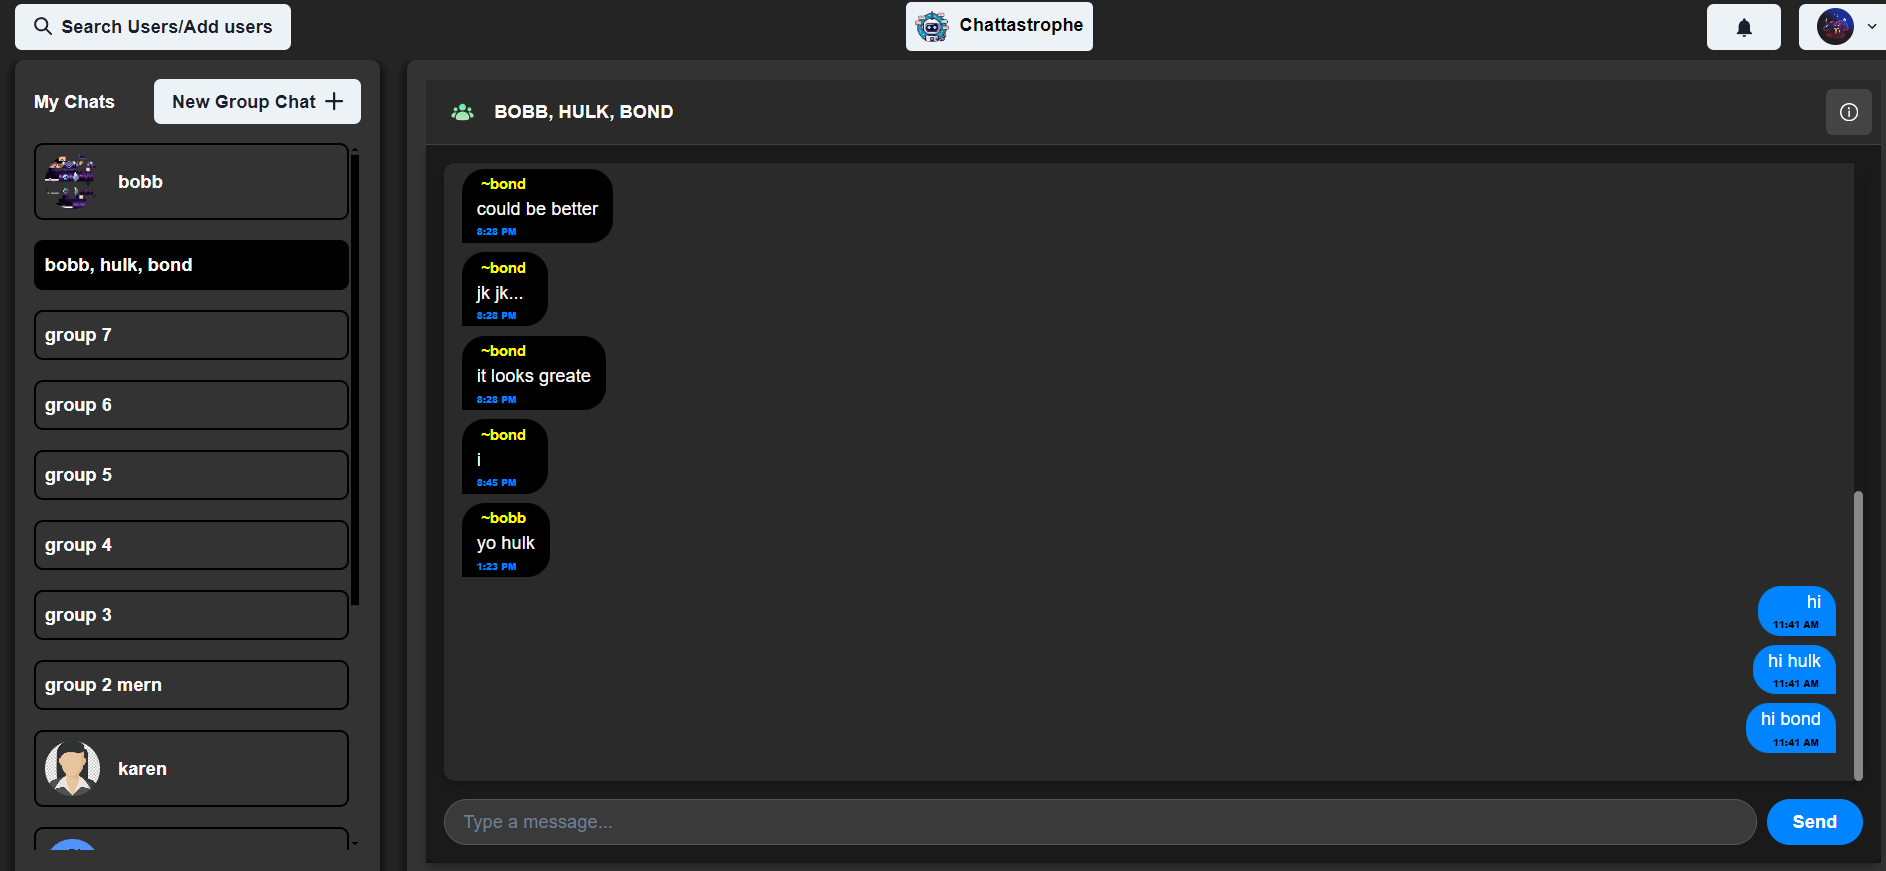 Search Users/Add users
Chattastrophe
My Chats
New Group Chat
bobb
bobb, hulk, bond
group 7
group 6
group 5
group 4
group 3
group 2 mern
karen
BOBB, HULK, BOND
~bond
could be better
8:28 PM
~bond
jk jk...
8:28 PM
~bond
it looks greate
8:28 PM
~bond
i
8:45 PM
~bobb
yo hulk
1:23 PM
hi
11:41 AM
hi hulk
11:41 AM
hi bond
11:41 AM
Type a message...
Send